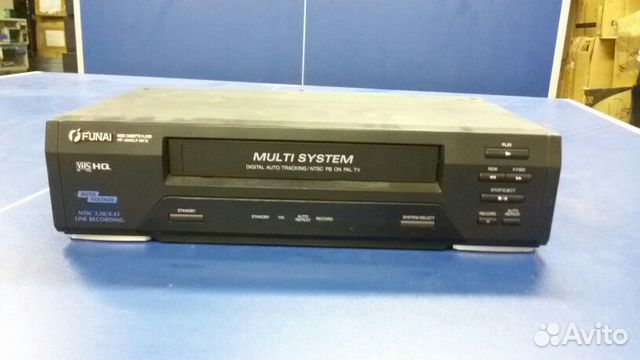 FUNAI VIDEO CASSETTE PLAYER
VHS HQ
AUTO VOLTAGE
NTSC 3.58/4.43
LINE RECORDING
MULTI SYSTEM
DIGITAL AUTO TRACKING/NTSC PB ON PAL TV
STANDBY
STANDBY ON AUTO REPEAT RECORD
SYSTEM SELECT
PLAY
REW F.FWD
STOP/EJECT
RECORD AUTO REPEAT
Avito